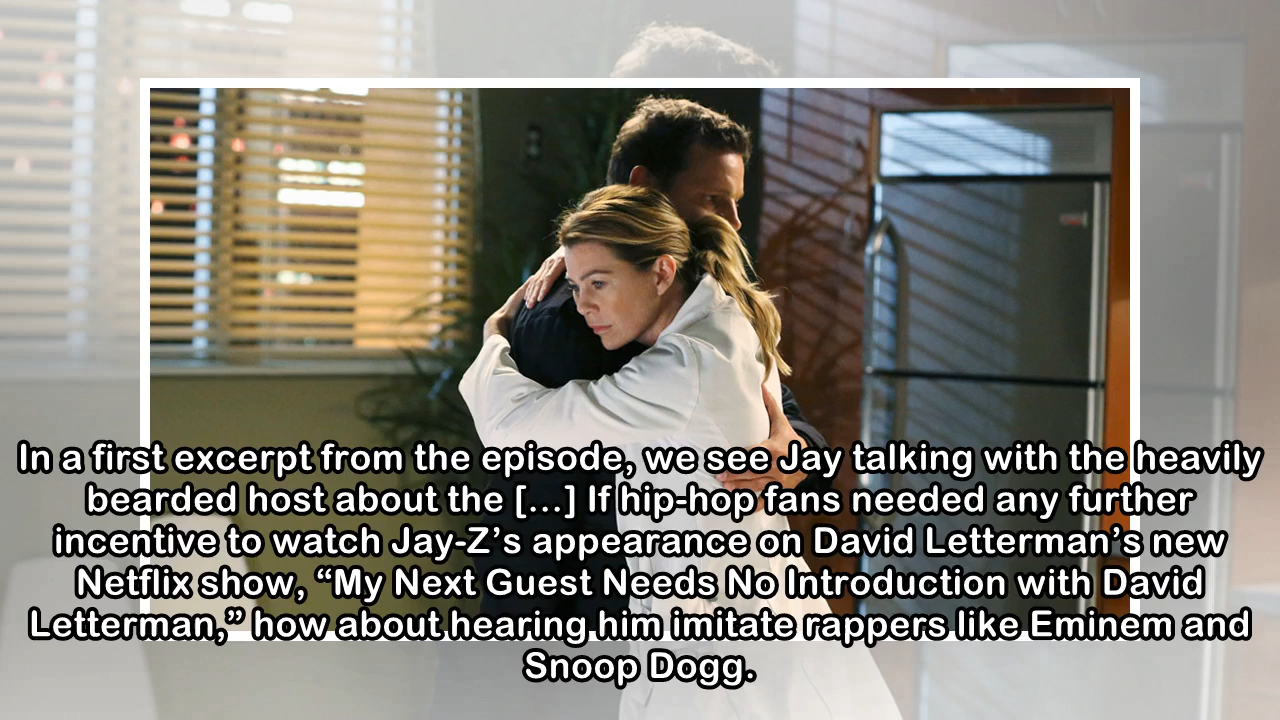 In a first excerpt from the episode, we see Jay talking with the heavily
bearded host about the [...] If hip-hop fans needed any further
incentive to watch Jay-Z’s appearance on David Letterman’s new
Netflix show, “My Next Guest Needs No Introduction with David
Letterman,” how about hearing him imitate rappers like Eminem and
Snoop Dogg.